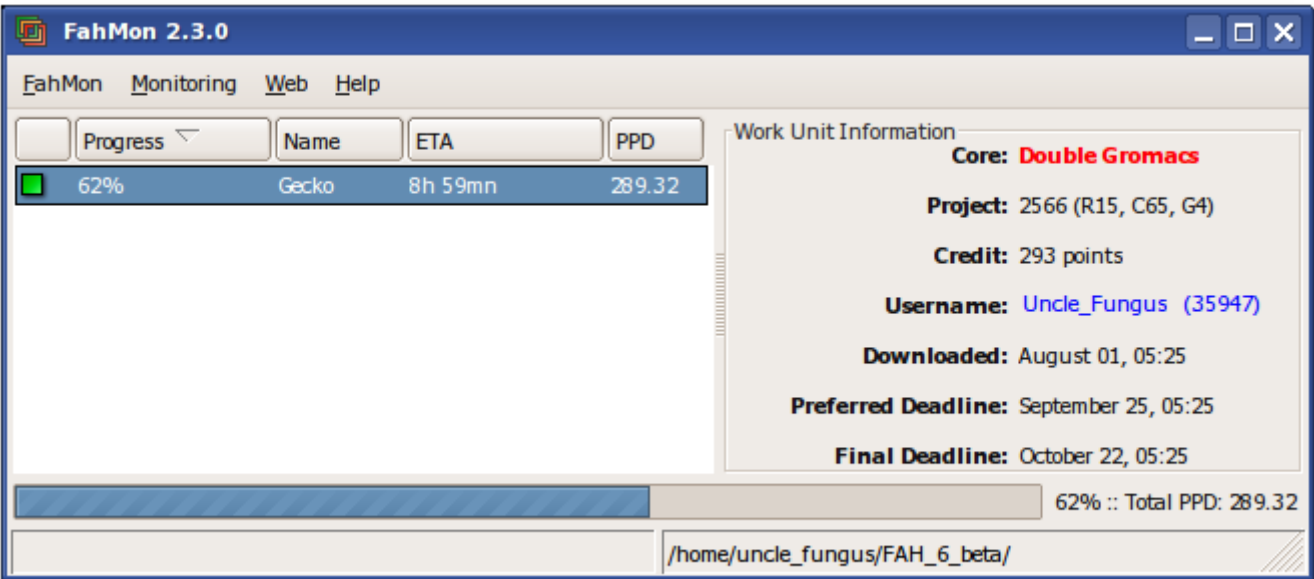 FahMon 2.3.0
FahMon Monitoring Web Help
Progress Name ETA PPD
62% Gecko 8h 59mn 289.32
Work Unit Information
Core: Double Gromacs
Project: 2566 (R15, C65, G4)
Credit: 293 points
Username: Uncle_Fungus (35947)
Downloaded: August 01, 05:25
Preferred Deadline: September 25, 05:25
Final Deadline: October 22, 05:25
62% :: Total PPD: 289.32
/home/uncle_fungus/FAH_6_beta/